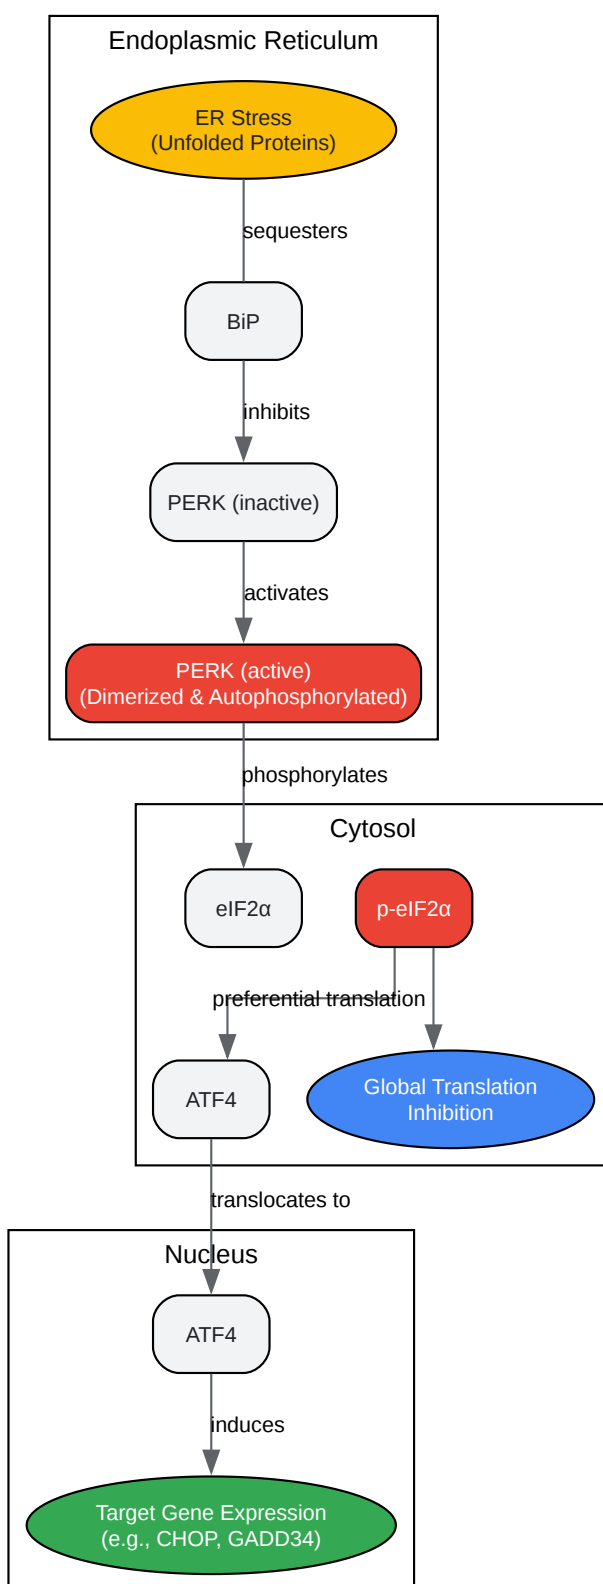 Endoplasmic Reticulum
ER Stress
(Unfolded Proteins)
sequesters
BiP
inhibits
PERK (inactive)
activates
PERK (active)
(Dimerized & Autophosphorylated)
phosphorylates
Cytosol
eIF2α
p-eIF2α
preferential translation
ATF4
Global Translation
Inhibition
translocates to
Nucleus
ATF4
induces
Target Gene Expression
(e.g., CHOP, GADD34)